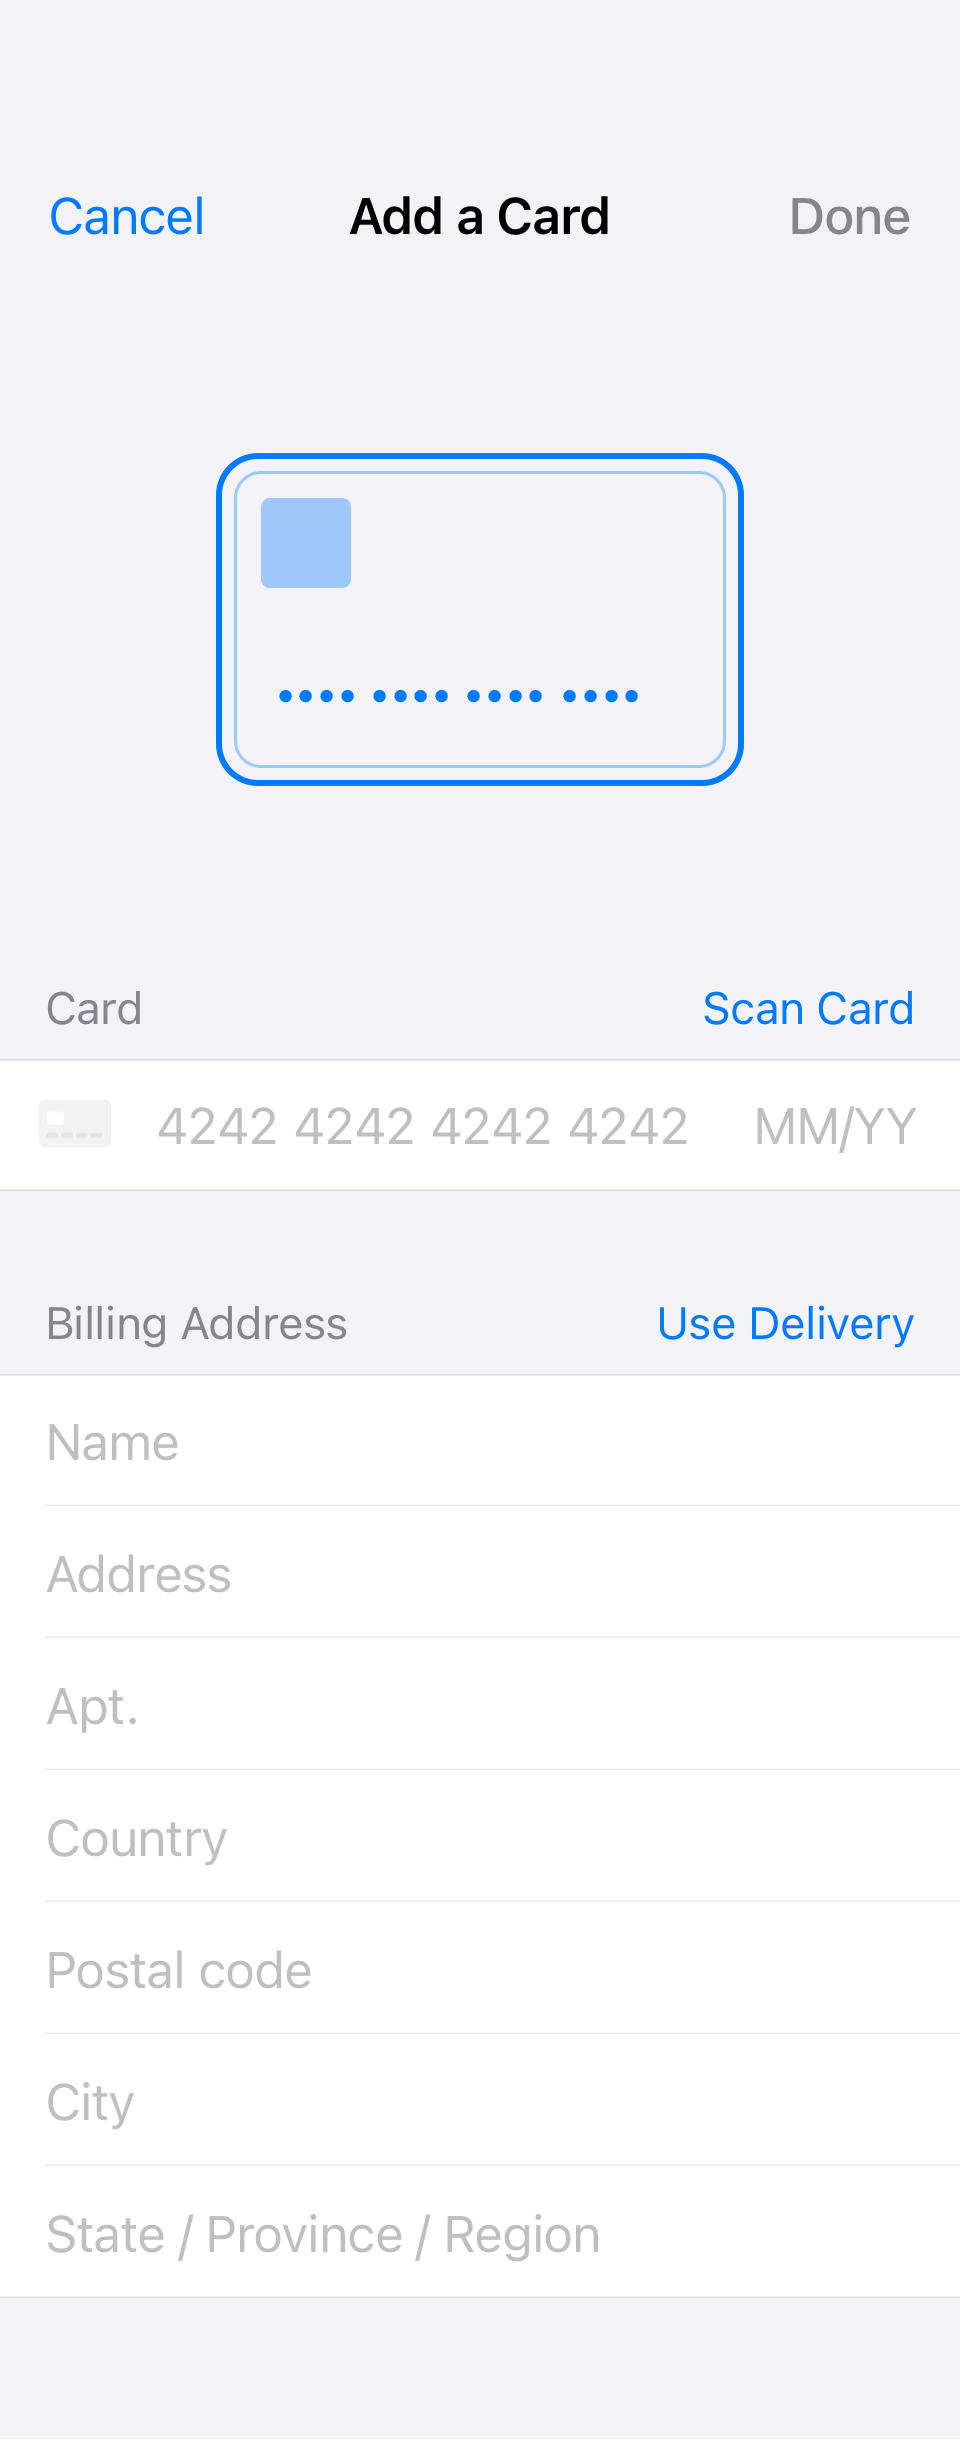 Cancel Add a Card Done
•••• •••• •••• ••••
Card Scan Card
4242 4242 4242 4242 MM/YY
Billing Address Use Delivery
Name
Address
Apt.
Country
Postal code
City
State / Province / Region